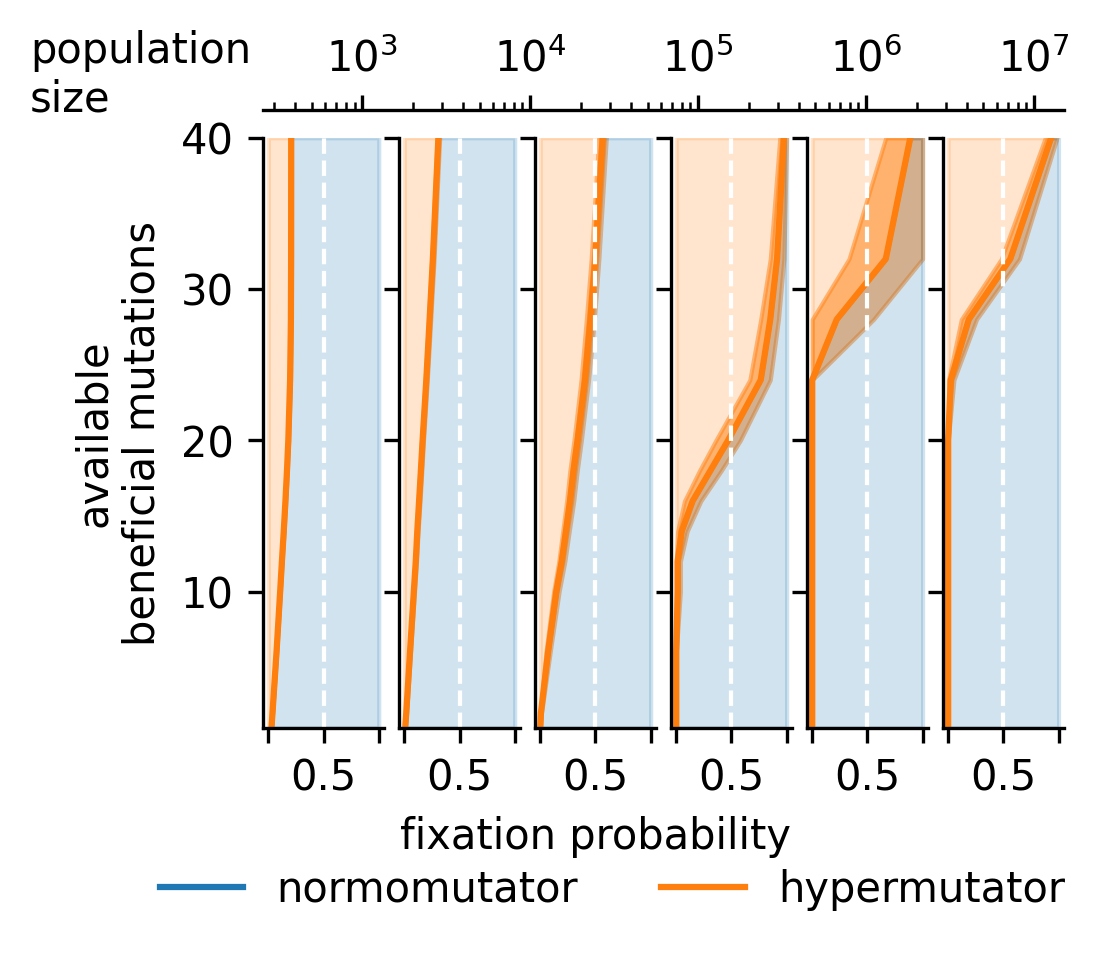 population
size
10³ 10⁴ 10⁵ 10⁶ 10⁷
40
30
20
10
available
beneficial mutations
0.5 0.5 0.5 0.5 0.5 0.5
fixation probability
normomutator hypermutator